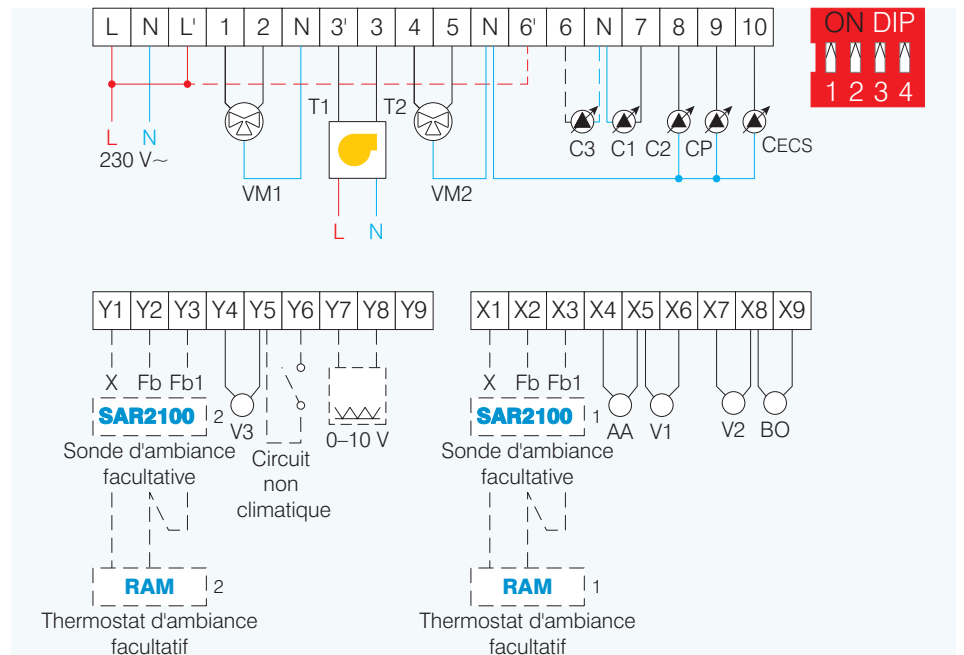 L N L' 1 2 N 3' 3 4 5 N 6' 6 N 7 8 9 10
ON DIP
1 2 3 4
T1 T2
L N
230 V~
C3 C1 C2 CP CECS
VM1 VM2
L N
Y1 Y2 Y3 Y4 Y5 Y6 Y7 Y8 Y9
X Fb Fb1
SAR2100 2
V3
0–10 V
Sonde d'ambiance
facultative
Circuit
non
climatique
RAM 2
Thermostat d'ambiance
facultatif
X1 X2 X3 X4 X5 X6 X7 X8 X9
X Fb Fb1
SAR2100 1
AA V1 V2 BO
Sonde d'ambiance
facultative
RAM 1
Thermostat d'ambiance
facultatif